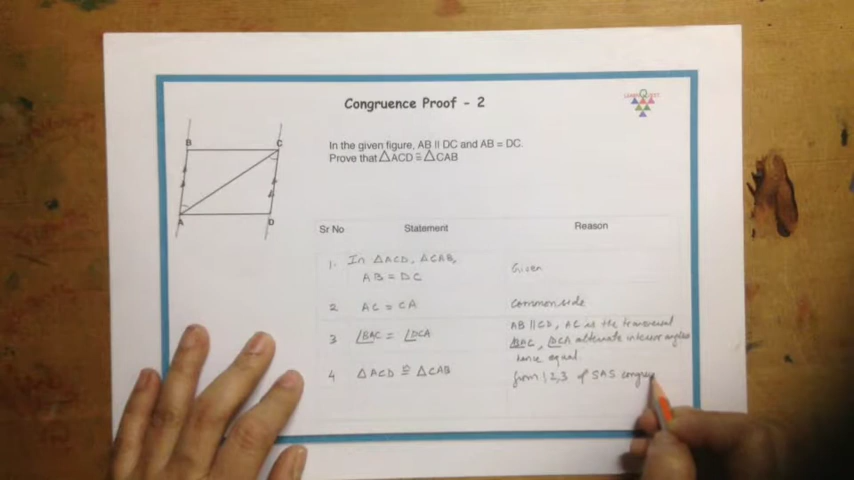 Congruence Proof - 2
LEARNQUEST
B
C
A
D
In the given figure, AB || DC and AB = DC.
Prove that △ACD ≅ △CAB
Sr No Statement Reason
1. In △ACD, △CAB,
AB = DC Given
2 AC = CA Common side
3 ∠BAC = ∠DCA AB || CD, AC is the transversal
∠BAC, ∠DCA alternate interior angles
hence equal
4 △ACD ≅ △CAB from 1,2,3 & SAS congrue